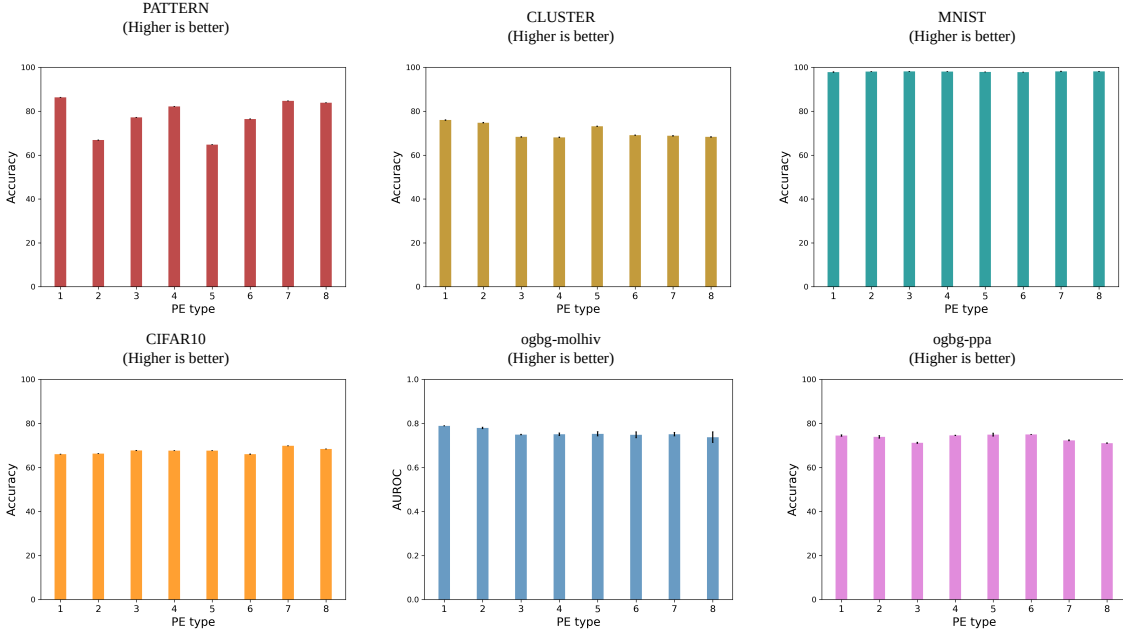 PATTERN
(Higher is better)
100
80
60
40
20
0
Accuracy
1 2 3 4 5 6 7 8
PE type
CLUSTER
(Higher is better)
100
80
60
40
20
0
Accuracy
1 2 3 4 5 6 7 8
PE type
MNIST
(Higher is better)
100
80
60
40
20
0
Accuracy
1 2 3 4 5 6 7 8
PE type
CIFAR10
(Higher is better)
100
80
60
40
20
0
Accuracy
1 2 3 4 5 6 7 8
PE type
ogbg-molhiv
(Higher is better)
1.0
0.8
0.6
0.4
0.2
0.0
AUROC
1 2 3 4 5 6 7 8
PE type
ogbg-ppa
(Higher is better)
100
80
60
40
20
0
Accuracy
1 2 3 4 5 6 7 8
PE type